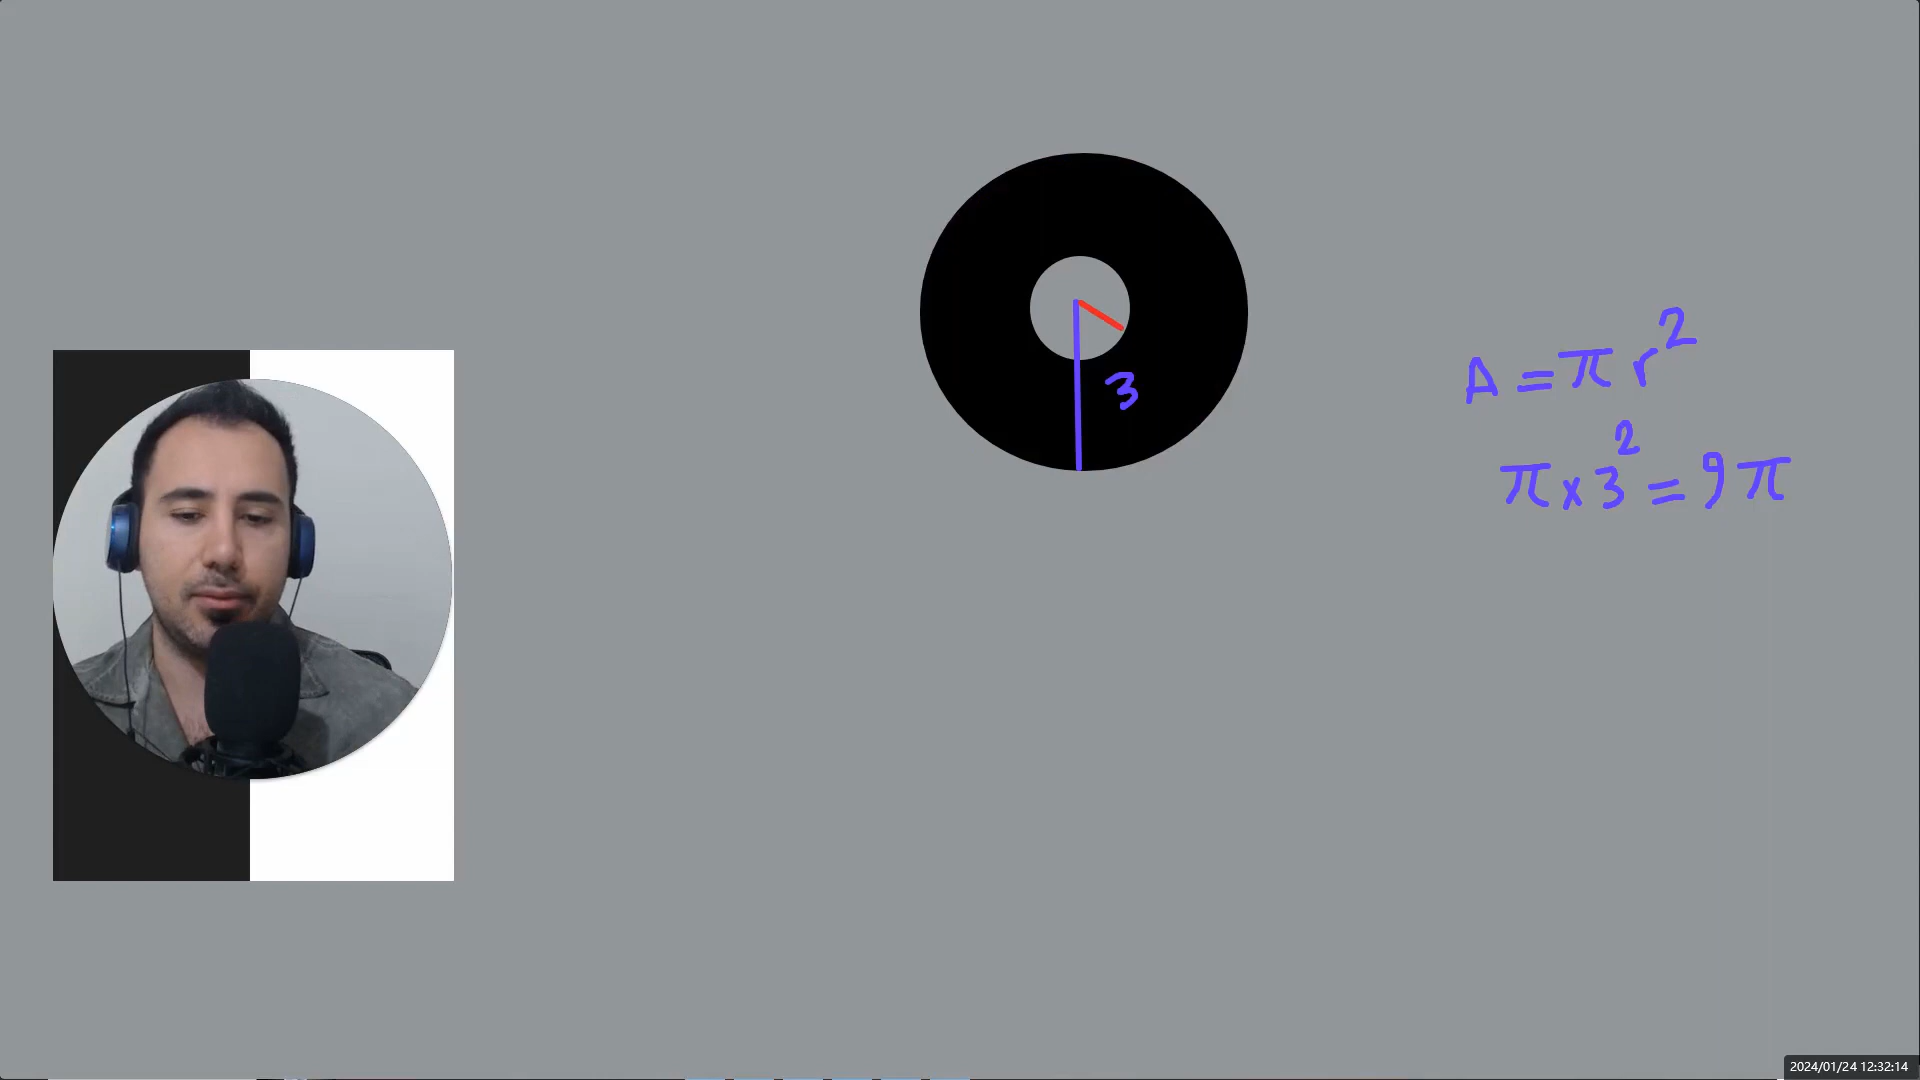 3
A = π r²
π × 3² = 9 π
2024/01/24 12:32:14